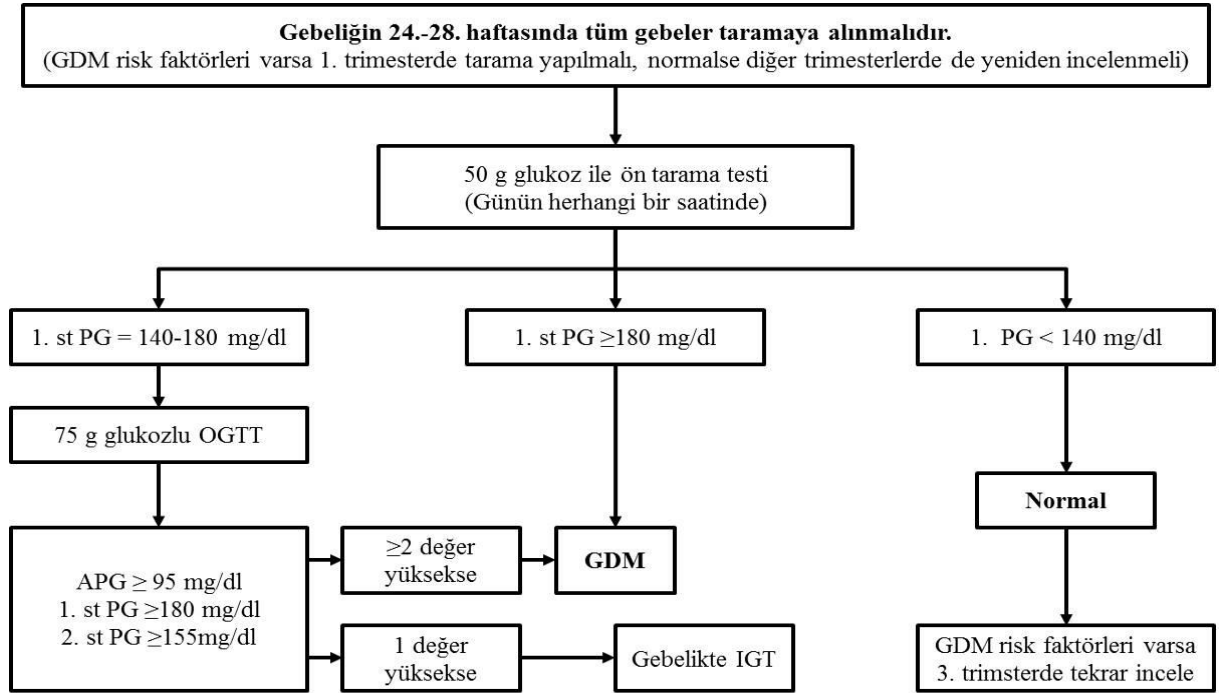 Gebeliğin 24.-28. haftasında tüm gebeler taramaya alınmalıdır.
(GDM risk faktörleri varsa 1. trimesterde tarama yapılmalı, normalse diğer trimesterlerde de yeniden incelenmeli)
50 g glukoz ile ön tarama testi
(Günün herhangi bir saatinde)
1. st PG = 140-180 mg/dl
1. st PG ≥180 mg/dl
1. PG < 140 mg/dl
75 g glukozlu OGTT
Normal
APG ≥ 95 mg/dl
1. st PG ≥180 mg/dl
2. st PG ≥155mg/dl
≥2 değer
yüksekse
GDM
1 değer
yüksekse
Gebelikte IGT
GDM risk faktörleri varsa
3. trimsterde tekrar incele